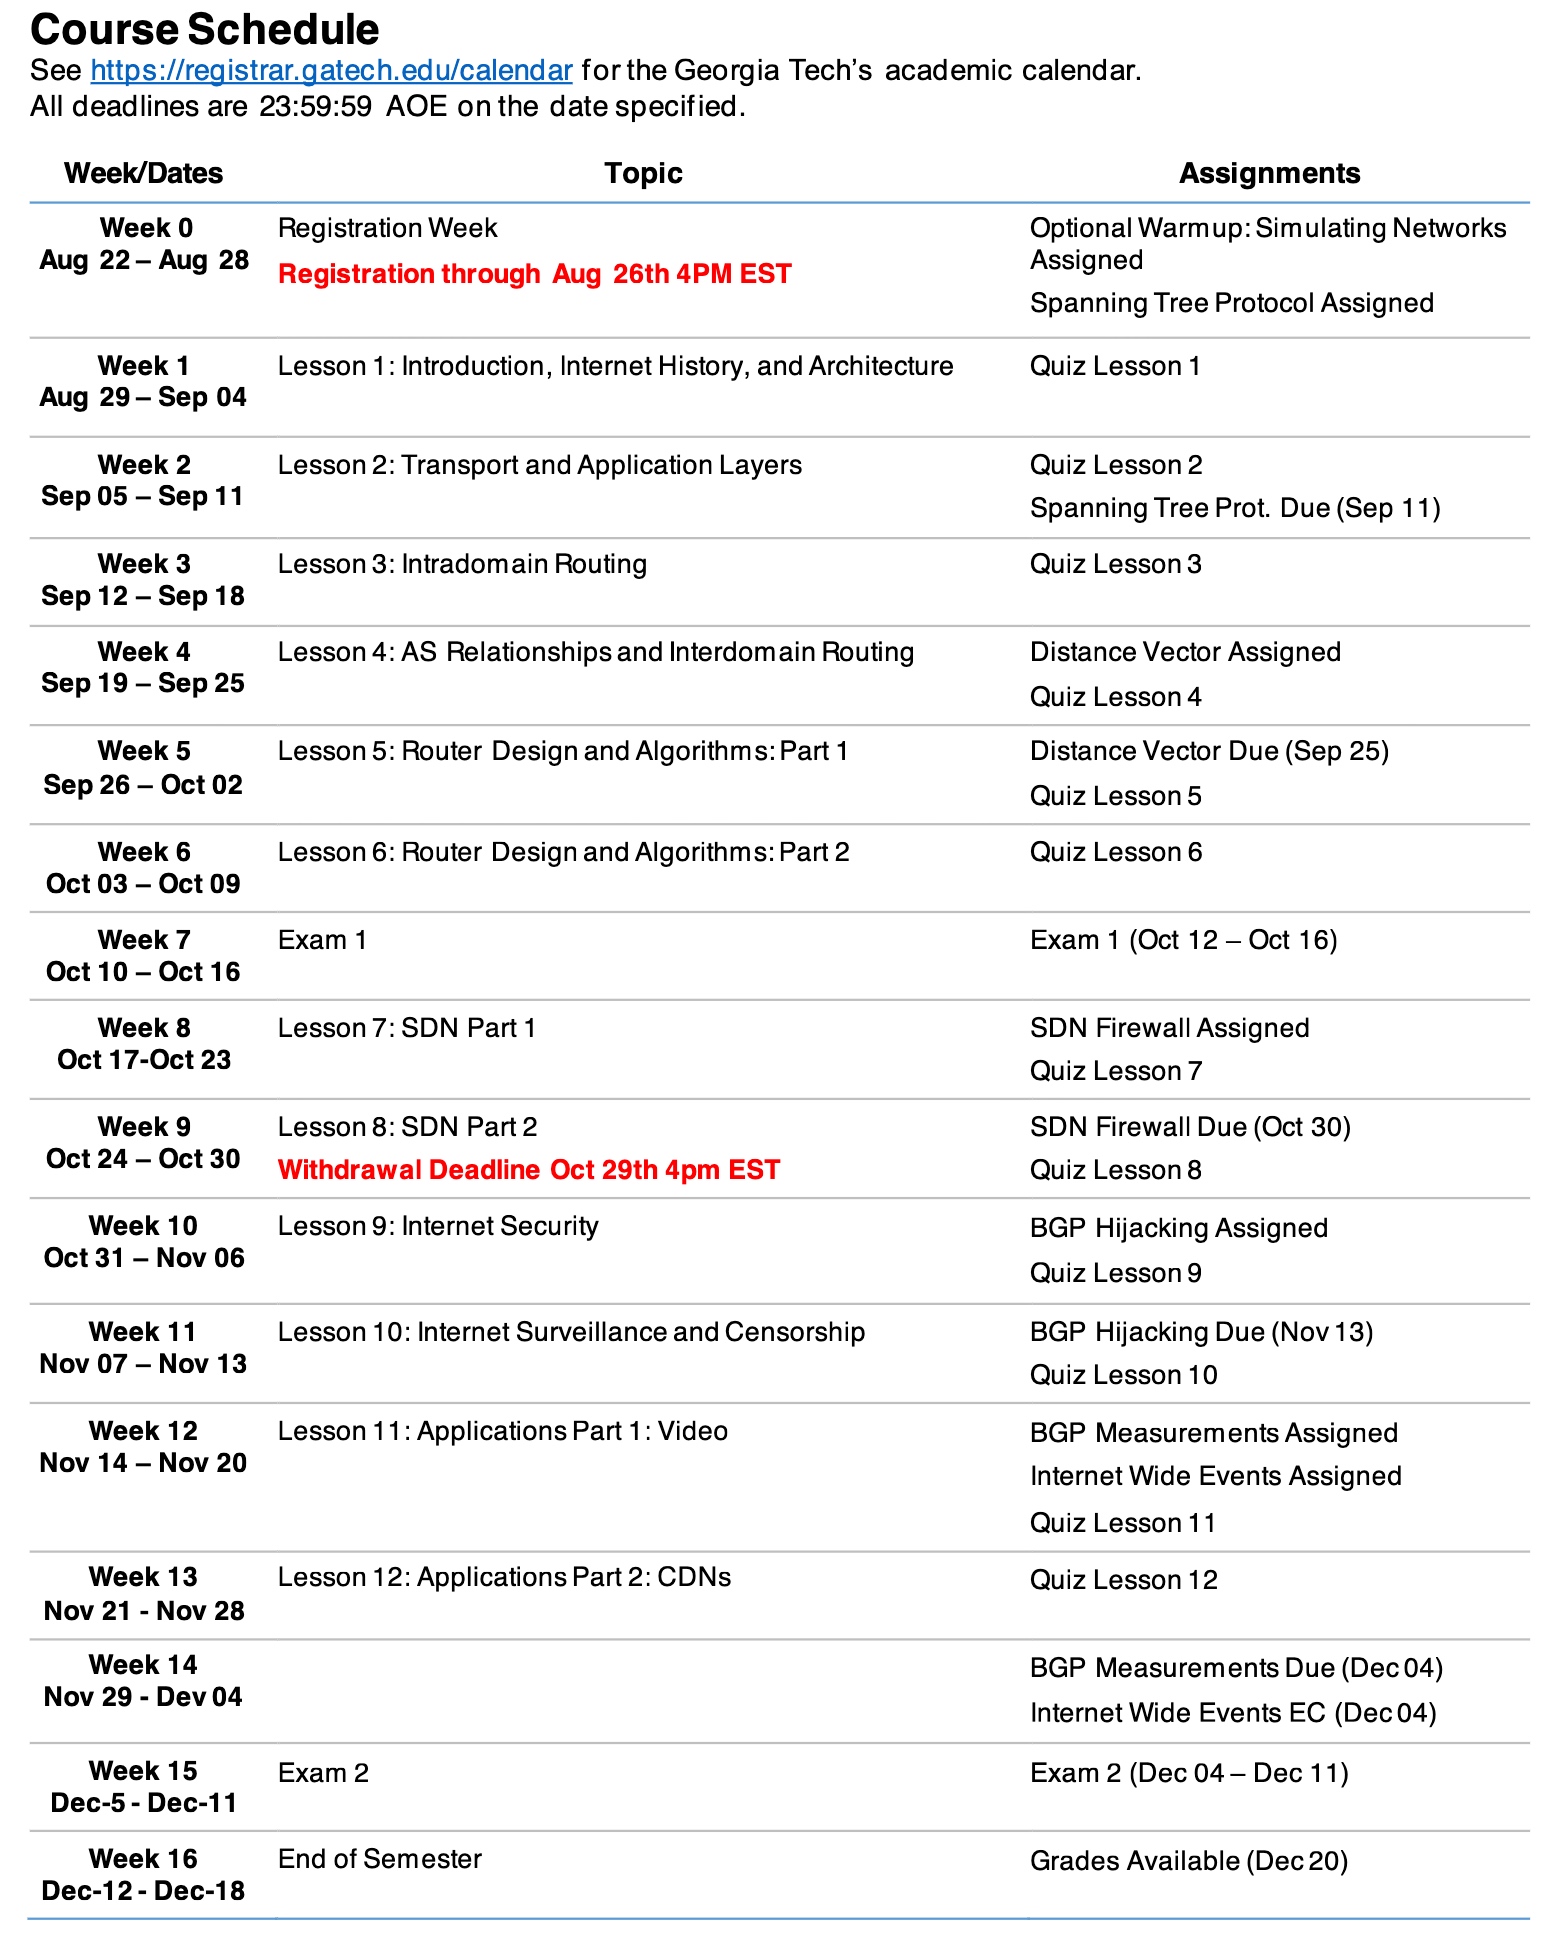 Course Schedule
See https://registrar.gatech.edu/calendar for the Georgia Tech's academic calendar.
All deadlines are 23:59:59 AOE on the date specified.
Week/Dates Topic Assignments
Week 0 Registration Week Optional Warmup: Simulating Networks
Aug 22 – Aug 28 Assigned
Registration through Aug 26th 4PM EST
Spanning Tree Protocol Assigned
Week 1 Lesson 1: Introduction, Internet History, and Architecture Quiz Lesson 1
Aug 29 – Sep 04
Week 2 Lesson 2: Transport and Application Layers Quiz Lesson 2
Sep 05 – Sep 11 Spanning Tree Prot. Due (Sep 11)
Week 3 Lesson 3: Intradomain Routing Quiz Lesson 3
Sep 12 – Sep 18
Week 4 Lesson 4: AS Relationships and Interdomain Routing Distance Vector Assigned
Sep 19 – Sep 25 Quiz Lesson 4
Week 5 Lesson 5: Router Design and Algorithms: Part 1 Distance Vector Due (Sep 25)
Sep 26 – Oct 02 Quiz Lesson 5
Week 6 Lesson 6: Router Design and Algorithms: Part 2 Quiz Lesson 6
Oct 03 – Oct 09
Week 7 Exam 1 Exam 1 (Oct 12 – Oct 16)
Oct 10 – Oct 16
Week 8 Lesson 7: SDN Part 1 SDN Firewall Assigned
Oct 17-Oct 23 Quiz Lesson 7
Week 9 Lesson 8: SDN Part 2 SDN Firewall Due (Oct 30)
Oct 24 – Oct 30 Withdrawal Deadline Oct 29th 4pm EST Quiz Lesson 8
Week 10 Lesson 9: Internet Security BGP Hijacking Assigned
Oct 31 – Nov 06 Quiz Lesson 9
Week 11 Lesson 10: Internet Surveillance and Censorship BGP Hijacking Due (Nov 13)
Nov 07 – Nov 13 Quiz Lesson 10
Week 12 Lesson 11: Applications Part 1: Video BGP Measurements Assigned
Nov 14 – Nov 20 Internet Wide Events Assigned
Quiz Lesson 11
Week 13 Lesson 12: Applications Part 2: CDNs Quiz Lesson 12
Nov 21 - Nov 28
Week 14 BGP Measurements Due (Dec 04)
Nov 29 - Dev 04 Internet Wide Events EC (Dec 04)
Week 15 Exam 2 Exam 2 (Dec 04 – Dec 11)
Dec-5 - Dec-11
Week 16 End of Semester Grades Available (Dec 20)
Dec-12 - Dec-18